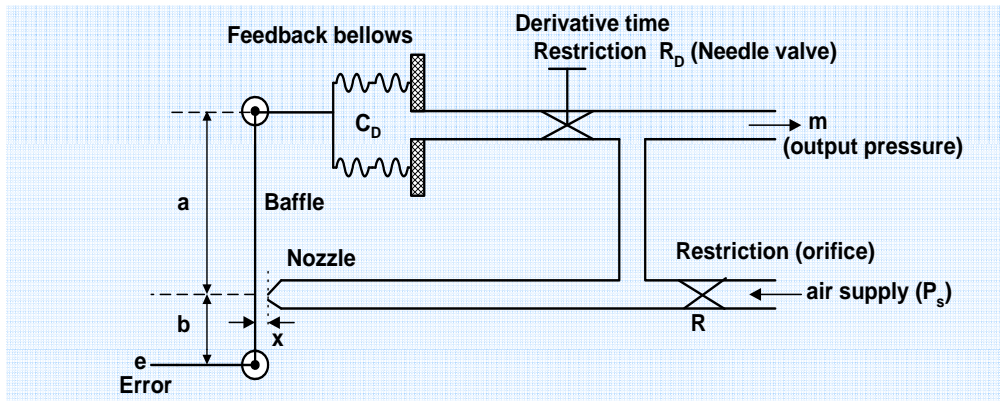 Derivative time
Feedback bellows
Restriction R_D (Needle valve)
C_D
m
(output pressure)
a
Baffle
Nozzle
Restriction (orifice)
air supply (P_s)
b
x
R
e
Error